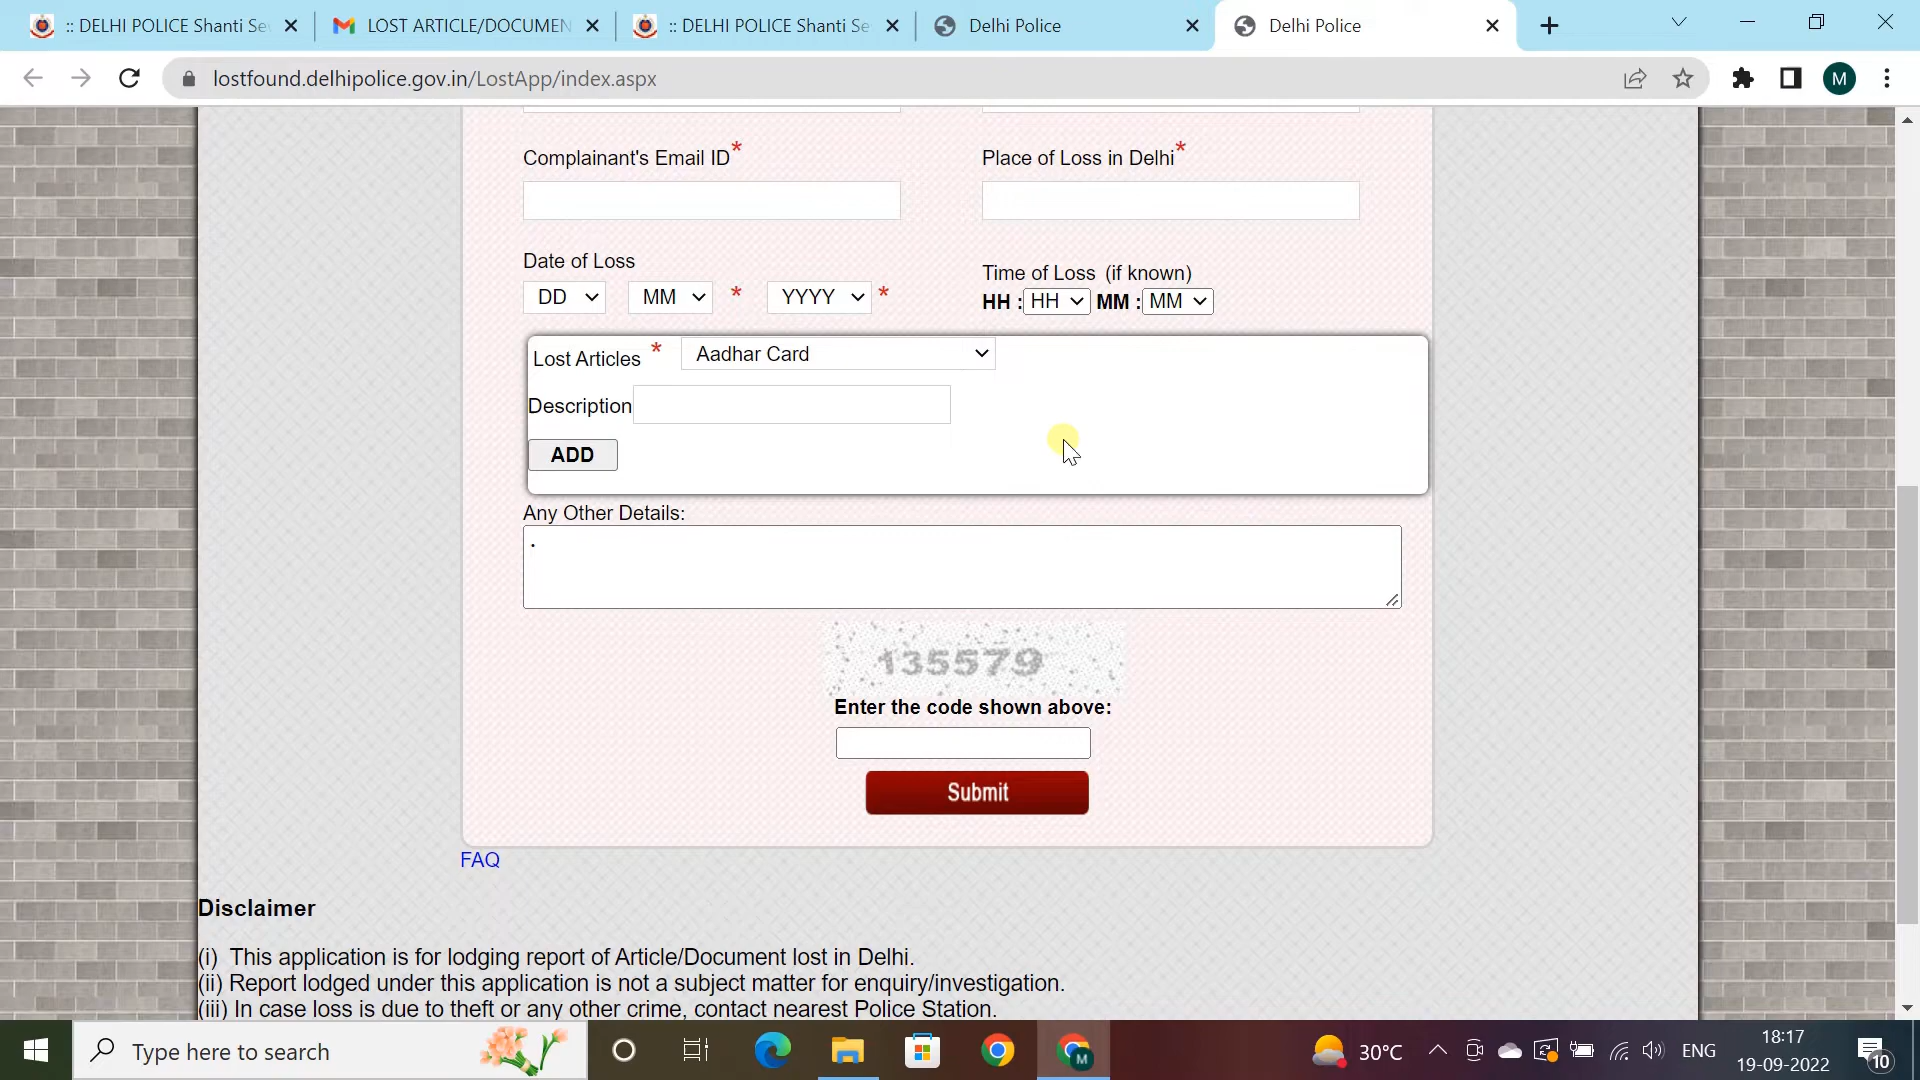 :: DELHI POLICE Shanti Se
LOST ARTICLE/DOCUMEN
:: DELHI POLICE Shanti Se
Delhi Police
Delhi Police
lostfound.delhipolice.gov.in/LostApp/index.aspx
M
Complainant's Email ID*
Place of Loss in Delhi*
Date of Loss
DD MM * YYYY *
Time of Loss (if known)
HH : HH MM : MM
Lost Articles * Aadhar Card
Description
ADD
Any Other Details:
.
135579
Enter the code shown above:
Submit
FAQ
Disclaimer
(i) This application is for lodging report of Article/Document lost in Delhi.
(ii) Report lodged under this application is not a subject matter for enquiry/investigation.
(iii) In case loss is due to theft or any other crime, contact nearest Police Station.
Type here to search
M
30°C
ENG
18:17
19-09-2022
10